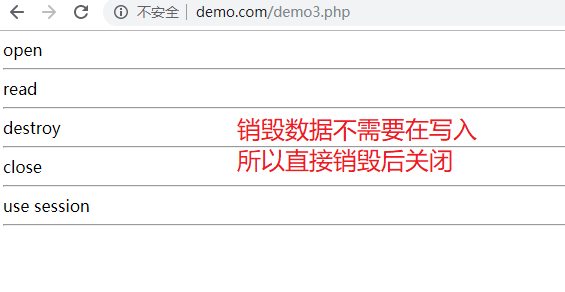 不安全 demo.com/demo3.php
open
read
destroy
销毁数据不需要在写入
所以直接销毁后关闭
close
use session